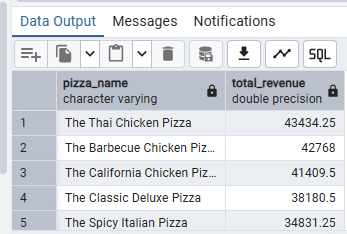 Data Output Messages Notifications
SQL
pizza_name total_revenue
character varying double precision
1 The Thai Chicken Pizza 43434.25
2 The Barbecue Chicken Piz... 42768
3 The California Chicken Piz... 41409.5
4 The Classic Deluxe Pizza 38180.5
5 The Spicy Italian Pizza 34831.25